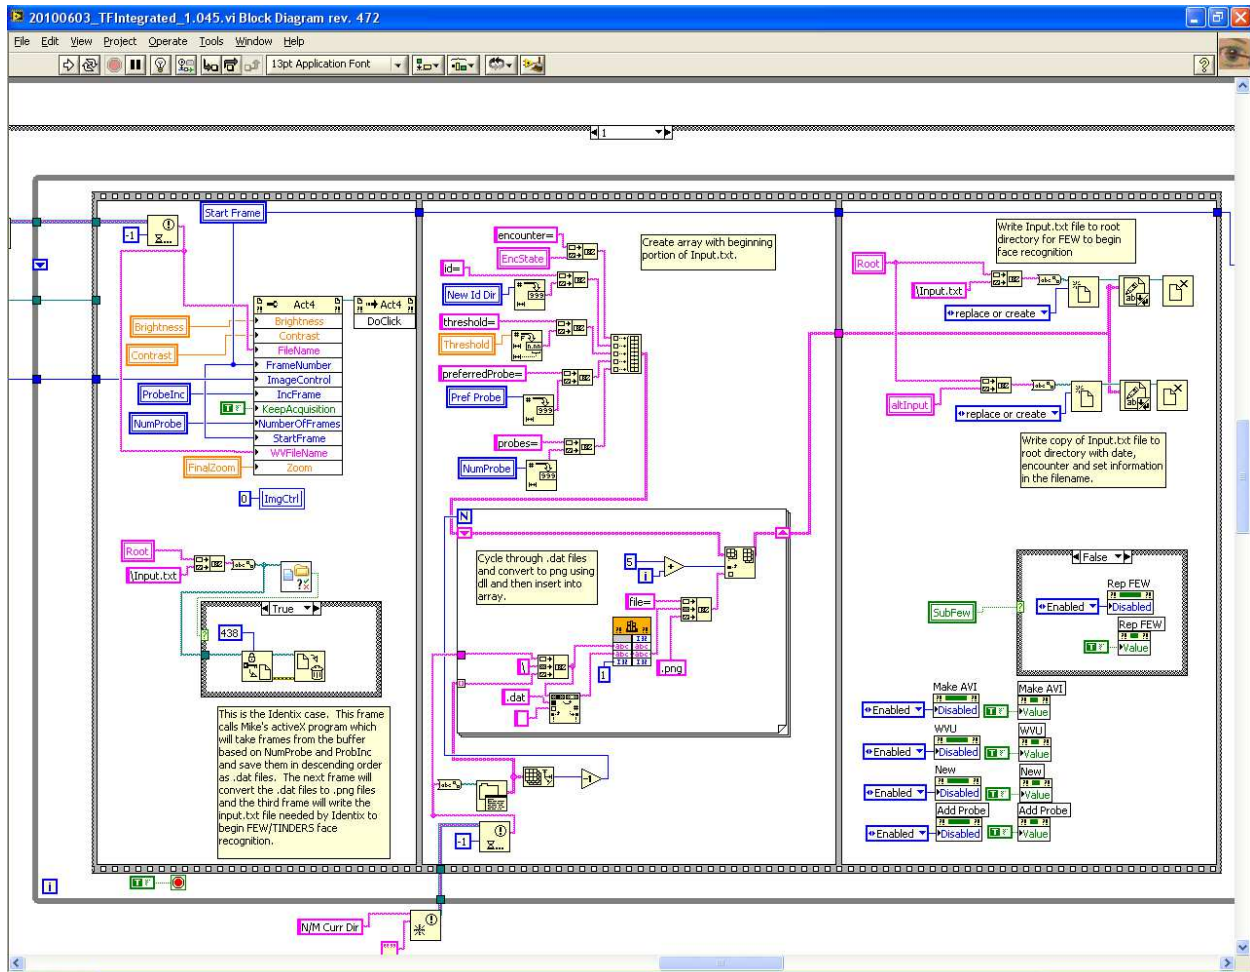 20100603_TFIntegrated_1.045.vi Block Diagram rev. 472
File Edit View Project Operate Tools Window Help
13pt Application Font
1
Start Frame
-1
Act4
Act4
DoClick
Brightness
Contrast
FileName
FrameNumber
ImageControl
IncFrame
KeepAcquisition
NumberOfFrames
StartFrame
WVFileName
Zoom
Brightness
Contrast
ProbeInc
T
NumProbe
FinalZoom
0
ImgCtrl
Root
\Input.txt
True
438
This is the Identix case. This frame
calls Mike's activeX program which
will take frames from the buffer
based on NumProbe and ProbInc
and save them in descending order
as .dat files. The next frame will
convert the .dat files to .png files
and the third frame will write the
input.txt file needed by Identix to
begin FEW/TINDERS face
recognition.
encounter=
EncState
id=
New Id Dir
threshold=
Threshold
preferredProbe=
Pref Probe
probes=
NumProbe
Create array with beginning
portion of Input.txt.
N
Cycle through .dat files
and convert to png using
dll and then insert into
array.
5
i
file=
\
1
.png
.dat
-1
-1
Write Input.txt file to root
directory for FEW to begin
face recognition
Root
\Input.txt
replace or create
altInput
replace or create
Write copy of Input.txt file to
root directory with date,
encounter and set information
in the filename.
False
SubFew
Rep FEW
Enabled
Disabled
Rep FEW
T
Value
Make AVI
Make AVI
Enabled
Disabled
T
Value
WVU
WVU
Enabled
Disabled
T
Value
New
New
Enabled
Disabled
T
Value
Add Probe
Add Probe
Enabled
Disabled
T
Value
i
T
N/M Curr Dir